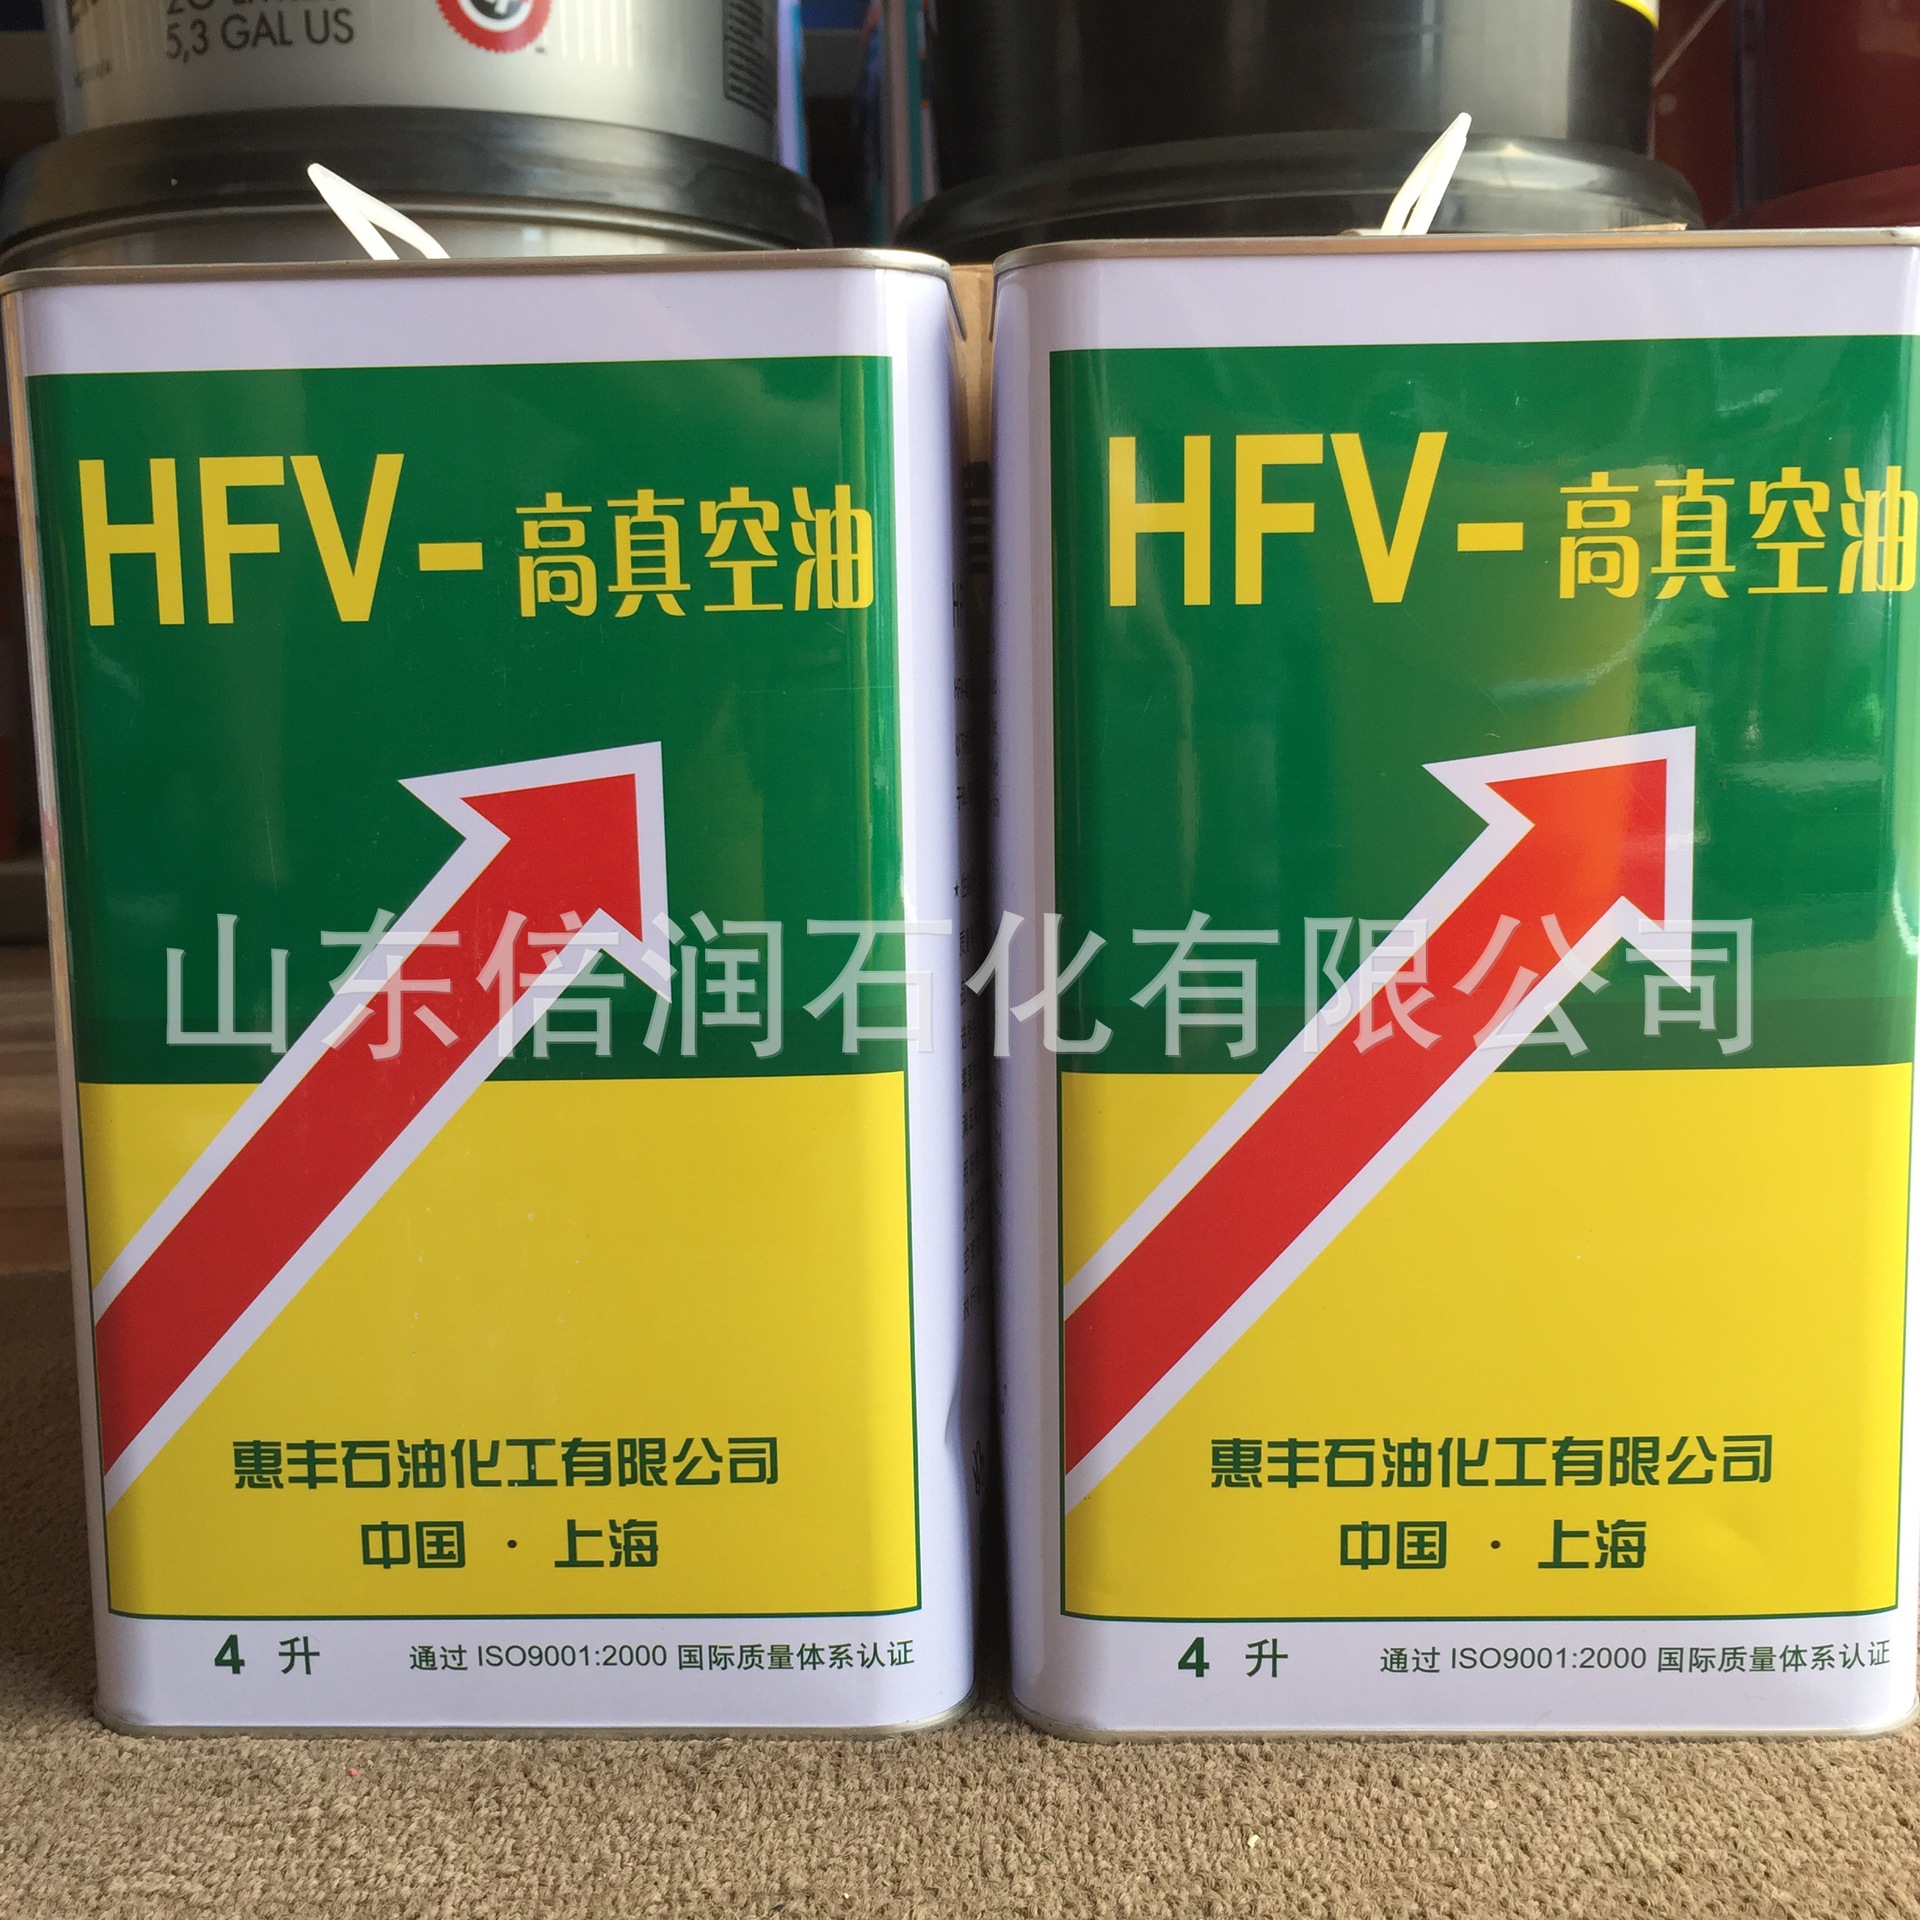 5,3 GAL US
HFV-高真空油
HFV-高真空油
山东倍润石化有限公司
惠丰石油化工有限公司
中国 · 上海
4 升 通过 ISO9001:2000 国际质量体系认证
惠丰石油化工有限公司
中国 · 上海
4 升 通过 ISO9001:2000 国际质量体系认证